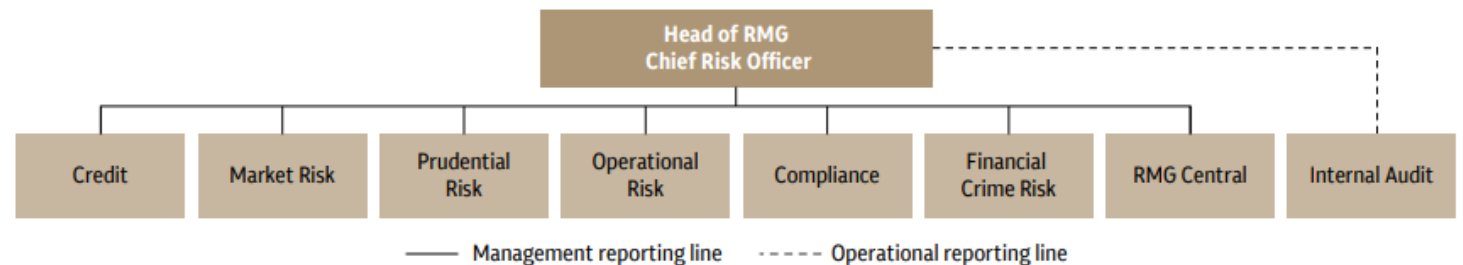 Head of RMG
Chief Risk Officer
Credit
Market Risk
Prudential
Risk
Operational
Risk
Compliance
Financial
Crime Risk
RMG Central
Internal Audit
Management reporting line
Operational reporting line